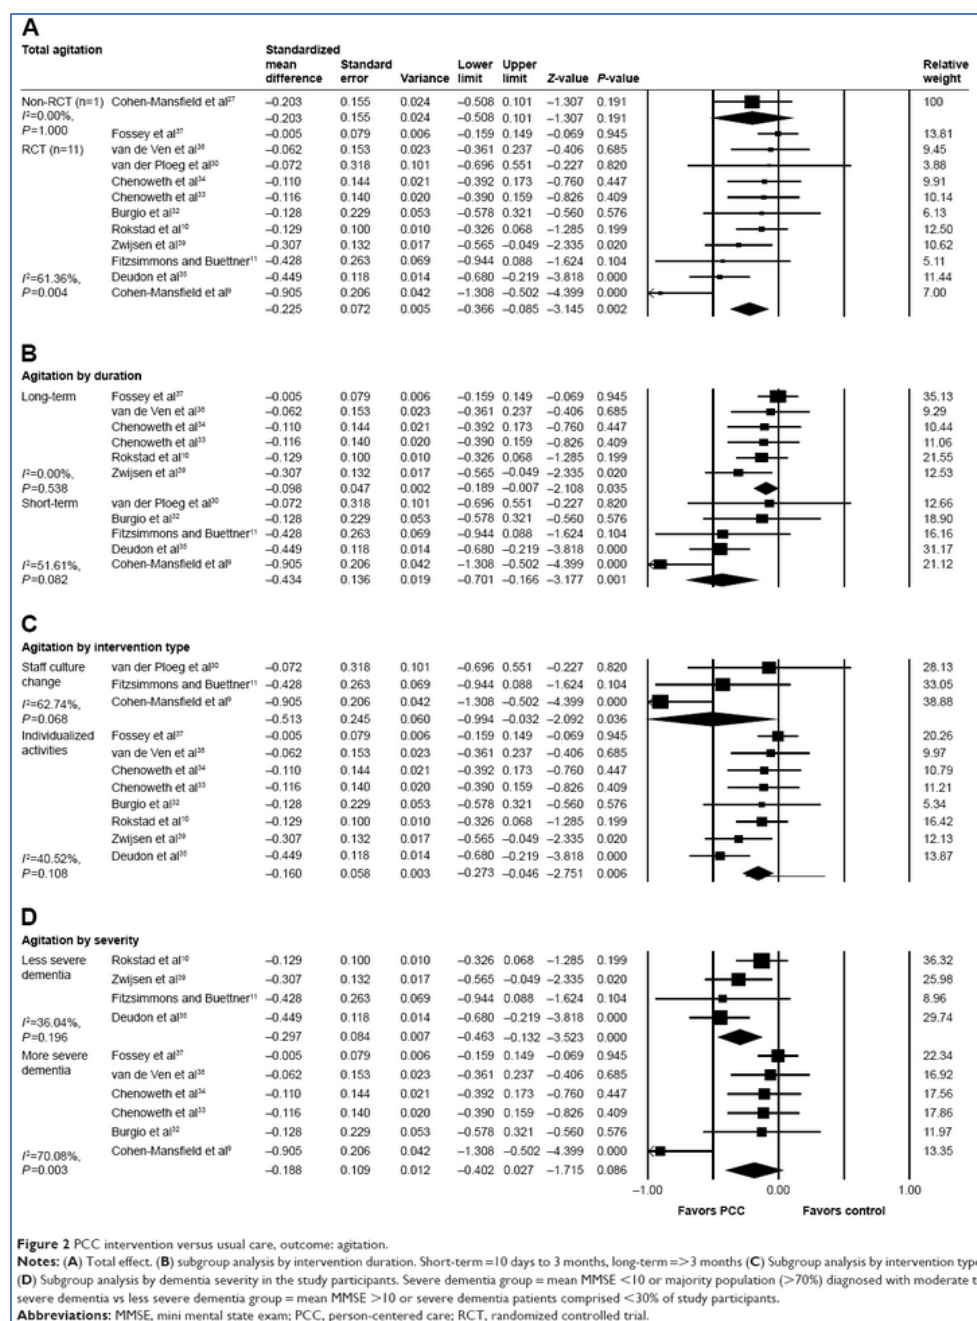 A
Total agitation Standardized mean difference Standard error Variance Lower limit Upper limit Z-value P-value Relative weight
Non-RCT (n=1) Cohen-Mansfield et al27 −0.203 0.155 0.024 −0.508 0.101 −1.307 0.191 100
I2=0.00%, −0.203 0.155 0.024 −0.508 0.101 −1.307 0.191
P=1.000 Fossey et al37 −0.005 0.079 0.006 −0.159 0.149 −0.069 0.945 13.81
RCT (n=11) van de Ven et al38 −0.062 0.153 0.023 −0.361 0.237 −0.406 0.685 9.45
van der Ploeg et al30 −0.072 0.318 0.101 −0.696 0.551 −0.227 0.820 3.88
Chenoweth et al34 −0.110 0.144 0.021 −0.392 0.173 −0.760 0.447 9.91
Chenoweth et al33 −0.116 0.140 0.020 −0.390 0.159 −0.826 0.409 10.14
Burgio et al32 −0.128 0.229 0.053 −0.578 0.321 −0.560 0.576 6.13
Rokstad et al10 −0.129 0.100 0.010 −0.326 0.068 −1.285 0.199 12.50
Zwijsen et al39 −0.307 0.132 0.017 −0.565 −0.049 −2.335 0.020 10.62
Fitzsimmons and Buettner11 −0.428 0.263 0.069 −0.944 0.088 −1.624 0.104 5.11
I2=61.36%, Deudon et al35 −0.449 0.118 0.014 −0.680 −0.219 −3.818 0.000 11.44
P=0.004 Cohen-Mansfield et al9 −0.905 0.206 0.042 −1.308 −0.502 −4.399 0.000 7.00
−0.225 0.072 0.005 −0.366 −0.085 −3.145 0.002
B
Agitation by duration
Long-term Fossey et al37 −0.005 0.079 0.006 −0.159 0.149 −0.069 0.945 35.13
van de Ven et al38 −0.062 0.153 0.023 −0.361 0.237 −0.406 0.685 9.29
Chenoweth et al34 −0.110 0.144 0.021 −0.392 0.173 −0.760 0.447 10.44
Chenoweth et al33 −0.116 0.140 0.020 −0.390 0.159 −0.826 0.409 11.06
Rokstad et al10 −0.129 0.100 0.010 −0.326 0.068 −1.285 0.199 21.55
I2=0.00%, Zwijsen et al39 −0.307 0.132 0.017 −0.565 −0.049 −2.335 0.020 12.53
P=0.538 −0.098 0.047 0.002 −0.189 −0.007 −2.108 0.035
Short-term van der Ploeg et al30 −0.072 0.318 0.101 −0.696 0.551 −0.227 0.820 12.66
Burgio et al32 −0.128 0.229 0.053 −0.578 0.321 −0.560 0.576 18.90
Fitzsimmons and Buettner11 −0.428 0.263 0.069 −0.944 0.088 −1.624 0.104 16.16
Deudon et al35 −0.449 0.118 0.014 −0.680 −0.219 −3.818 0.000 31.17
I2=51.61%, Cohen-Mansfield et al9 −0.905 0.206 0.042 −1.308 −0.502 −4.399 0.000 21.12
P=0.082 −0.434 0.136 0.019 −0.701 −0.166 −3.177 0.001
C
Agitation by intervention type
Staff culture change van der Ploeg et al30 −0.072 0.318 0.101 −0.696 0.551 −0.227 0.820 28.13
Fitzsimmons and Buettner11 −0.428 0.263 0.069 −0.944 0.088 −1.624 0.104 33.05
I2=62.74%, Cohen-Mansfield et al9 −0.905 0.206 0.042 −1.308 −0.502 −4.399 0.000 38.88
P=0.068 −0.513 0.245 0.060 −0.994 −0.032 −2.092 0.036
Individualized activities Fossey et al37 −0.005 0.079 0.006 −0.159 0.149 −0.069 0.945 20.26
van de Ven et al38 −0.062 0.153 0.023 −0.361 0.237 −0.406 0.685 9.97
Chenoweth et al34 −0.110 0.144 0.021 −0.392 0.173 −0.760 0.447 10.79
Chenoweth et al33 −0.116 0.140 0.020 −0.390 0.159 −0.826 0.409 11.21
Burgio et al32 −0.128 0.229 0.053 −0.578 0.321 −0.560 0.576 5.34
Rokstad et al10 −0.129 0.100 0.010 −0.326 0.068 −1.285 0.199 16.42
Zwijsen et al39 −0.307 0.132 0.017 −0.565 −0.049 −2.335 0.020 12.13
I2=40.52%, Deudon et al35 −0.449 0.118 0.014 −0.680 −0.219 −3.818 0.000 13.87
P=0.108 −0.160 0.058 0.003 −0.273 −0.046 −2.751 0.006
D
Agitation by severity
Less severe dementia Rokstad et al10 −0.129 0.100 0.010 −0.326 0.068 −1.285 0.199 36.32
Zwijsen et al39 −0.307 0.132 0.017 −0.565 −0.049 −2.335 0.020 25.98
Fitzsimmons and Buettner11 −0.428 0.263 0.069 −0.944 0.088 −1.624 0.104 8.96
I2=36.04%, Deudon et al35 −0.449 0.118 0.014 −0.680 −0.219 −3.818 0.000 29.74
P=0.196 −0.297 0.084 0.007 −0.463 −0.132 −3.523 0.000
More severe dementia Fossey et al37 −0.005 0.079 0.006 −0.159 0.149 −0.069 0.945 22.34
van de Ven et al38 −0.062 0.153 0.023 −0.361 0.237 −0.406 0.685 16.92
Chenoweth et al34 −0.110 0.144 0.021 −0.392 0.173 −0.760 0.447 17.56
Chenoweth et al33 −0.116 0.140 0.020 −0.390 0.159 −0.826 0.409 17.86
Burgio et al32 −0.128 0.229 0.053 −0.578 0.321 −0.560 0.576 11.97
I2=70.08%, Cohen-Mansfield et al9 −0.905 0.206 0.042 −1.308 −0.502 −4.399 0.000 13.35
P=0.003 −0.188 0.109 0.012 −0.402 0.027 −1.715 0.086
−1.00 0.00 1.00
Favors PCC Favors control
Figure 2 PCC intervention versus usual care, outcome: agitation.
Notes: (A) Total effect. (B) subgroup analysis by intervention duration. Short-term =10 days to 3 months, long-term =>3 months (C) Subgroup analysis by intervention type
(D) Subgroup analysis by dementia severity in the study participants. Severe dementia group = mean MMSE <10 or majority population (>70%) diagnosed with moderate t
severe dementia vs less severe dementia group = mean MMSE >10 or severe dementia patients comprised <30% of study participants.
Abbreviations: MMSE, mini mental state exam; PCC, person-centered care; RCT, randomized controlled trial.